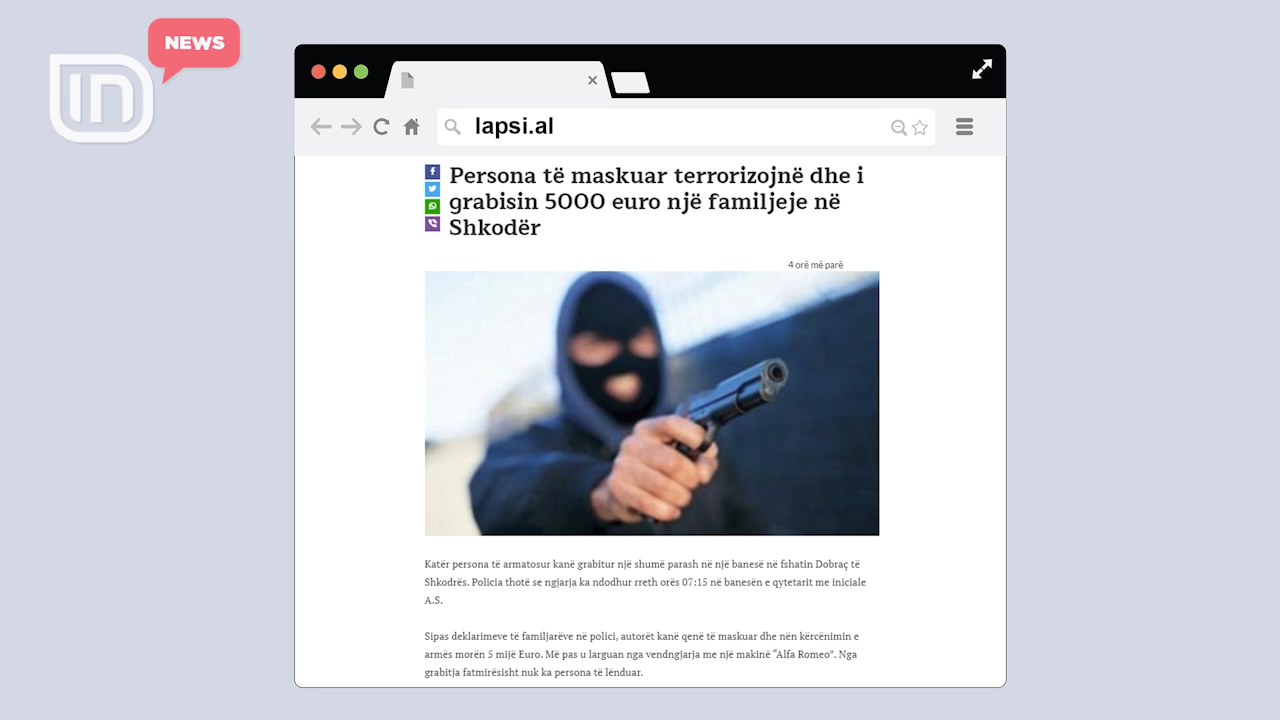 IN
NEWS
lapsi.al
Persona të maskuar terrorizojnë dhe i
grabisin 5000 euro një familjeje në
Shkodër
4 orë më parë
Katër persona të armatosur kanë grabitur një shumë parash në një banesë në fshatin Dobraç të
Shkodrës. Policia thotë se ngjarja ka ndodhur rreth orës 07:15 në banesën e qytetarit me iniciale
A.S.
Sipas deklarimeve të familjarëve në polici, autorët kanë qenë të maskuar dhe nën kërcënimin e
armës morën 5 mijë Euro. Më pas u larguan nga vendngjarja me një makinë “Alfa Romeo”. Nga
grabitja fatmirësisht nuk ka persona të lënduar.